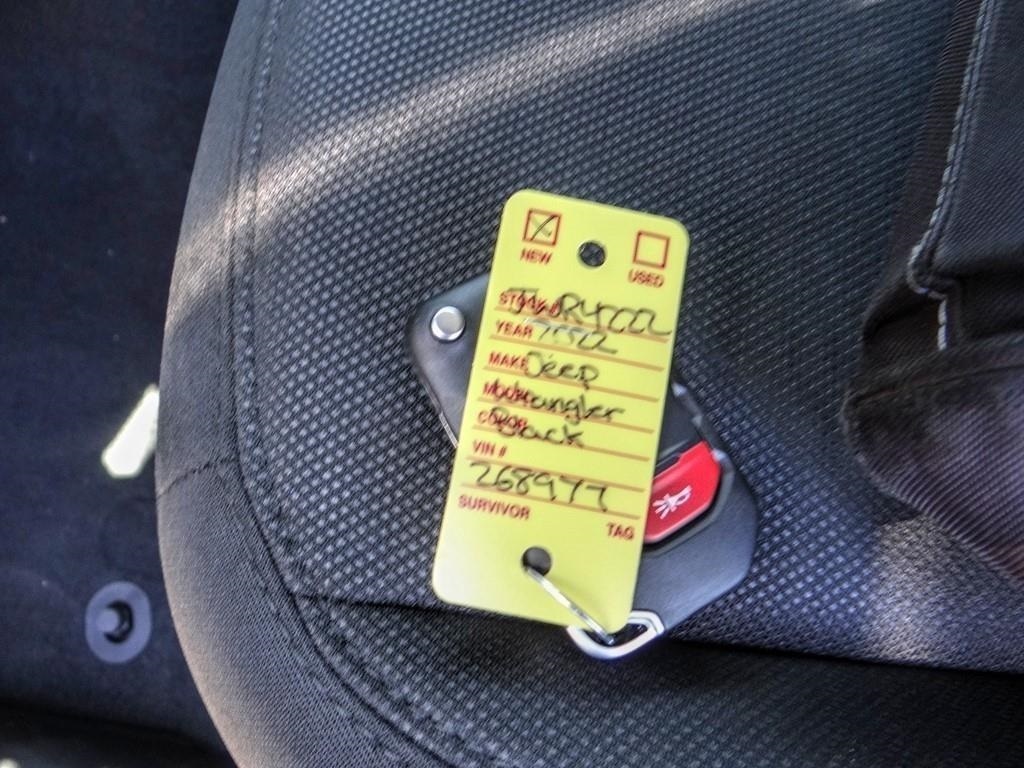 NEW
USED
STOCK #
YEAR 2022
MAKE Jeep
MODEL Wrangler
COLOR Black
VIN #
268977
SURVIVOR TAG